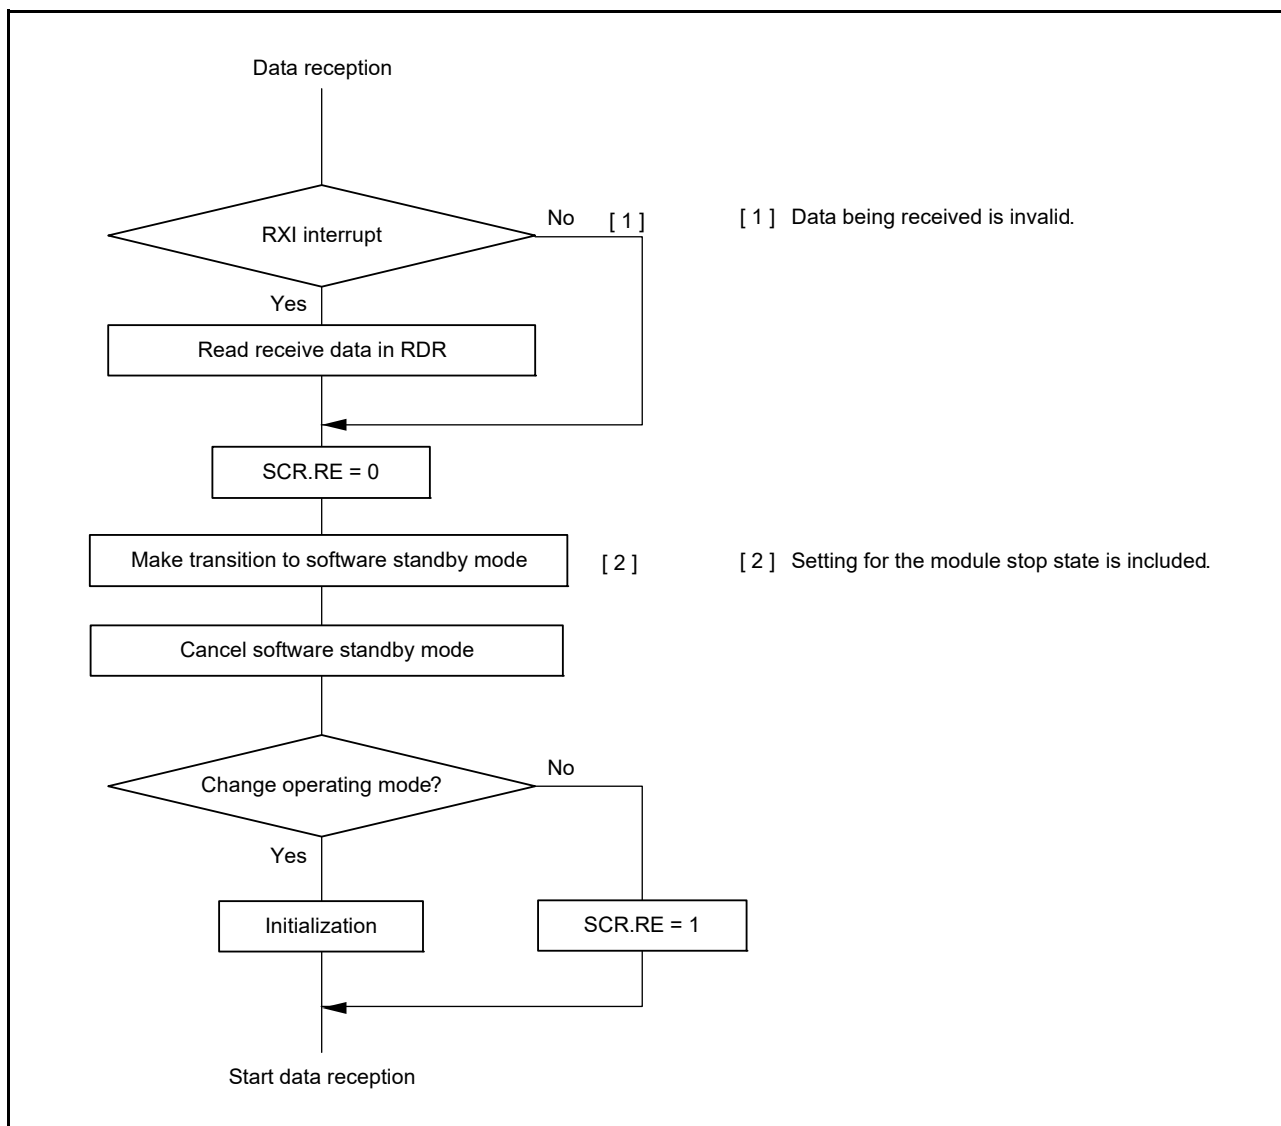 Data reception
RXI interrupt
No
[ 1 ]
[ 1 ] Data being received is invalid.
Yes
Read receive data in RDR
SCR.RE = 0
Make transition to software standby mode
[ 2 ]
[ 2 ] Setting for the module stop state is included.
Cancel software standby mode
Change operating mode?
No
Yes
Initialization
SCR.RE = 1
Start data reception